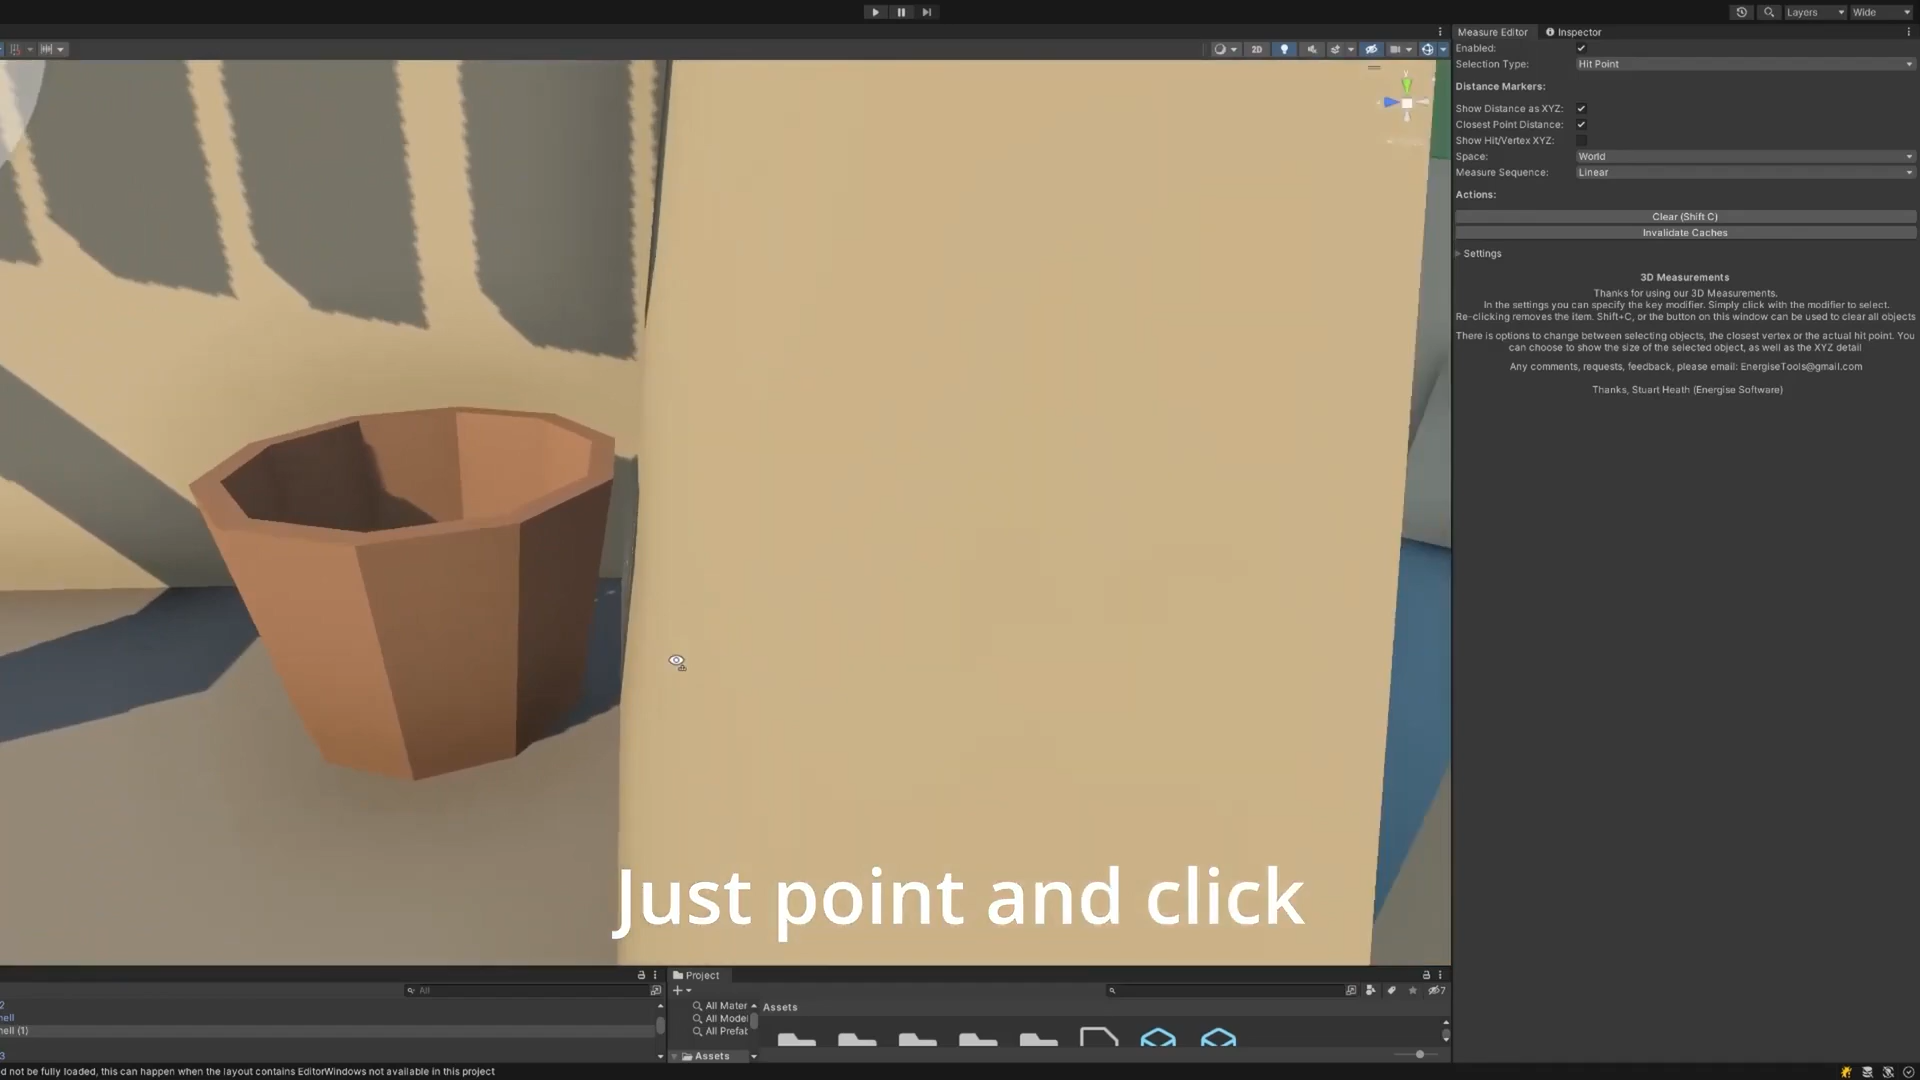 Layers
Wide
Measure Editor
Inspector
2D
Enabled:
Selection Type:
Hit Point
Distance Markers:
Show Distance as XYZ:
Closest Point Distance:
Show Hit/Vertex XYZ:
Space:
World
Measure Sequence:
Linear
Actions:
Clear (Shift C)
Invalidate Caches
Settings
3D Measurements
Thanks for using our 3D Measurements.
In the settings you can specify the key modifier. Simply click with the modifier to select.
Re-clicking removes the item. Shift+C, or the button on this window can be used to clear all objects
There is options to change between selecting objects, the closest vertex or the actual hit point. You
can choose to show the size of the selected object, as well as the XYZ detail
Any comments, requests, feedback, please email: EnergiseTools@gmail.com
Thanks, Stuart Heath (Energise Software)
y
Just point and click
Project
All
7
2
nell
nell (1)
3
All Mater
All Model
All Prefab
Assets
Assets
d not be fully loaded, this can happen when the layout contains EditorWindows not available in this project